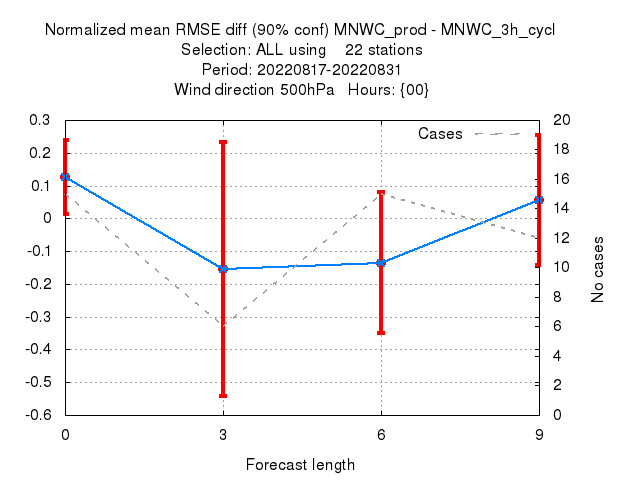 Normalized mean RMSE diff (90% conf) MNWC_prod - MNWC_3h_cycl
Selection: ALL using    22 stations
Period: 20220817-20220831
Wind direction 500hPa   Hours: {00}
0.3
0.2
0.1
0
-0.1
-0.2
-0.3
-0.4
-0.5
-0.6
Cases
20
18
16
14
12
10
8
6
4
2
0
No cases
0 3 6 9
Forecast length